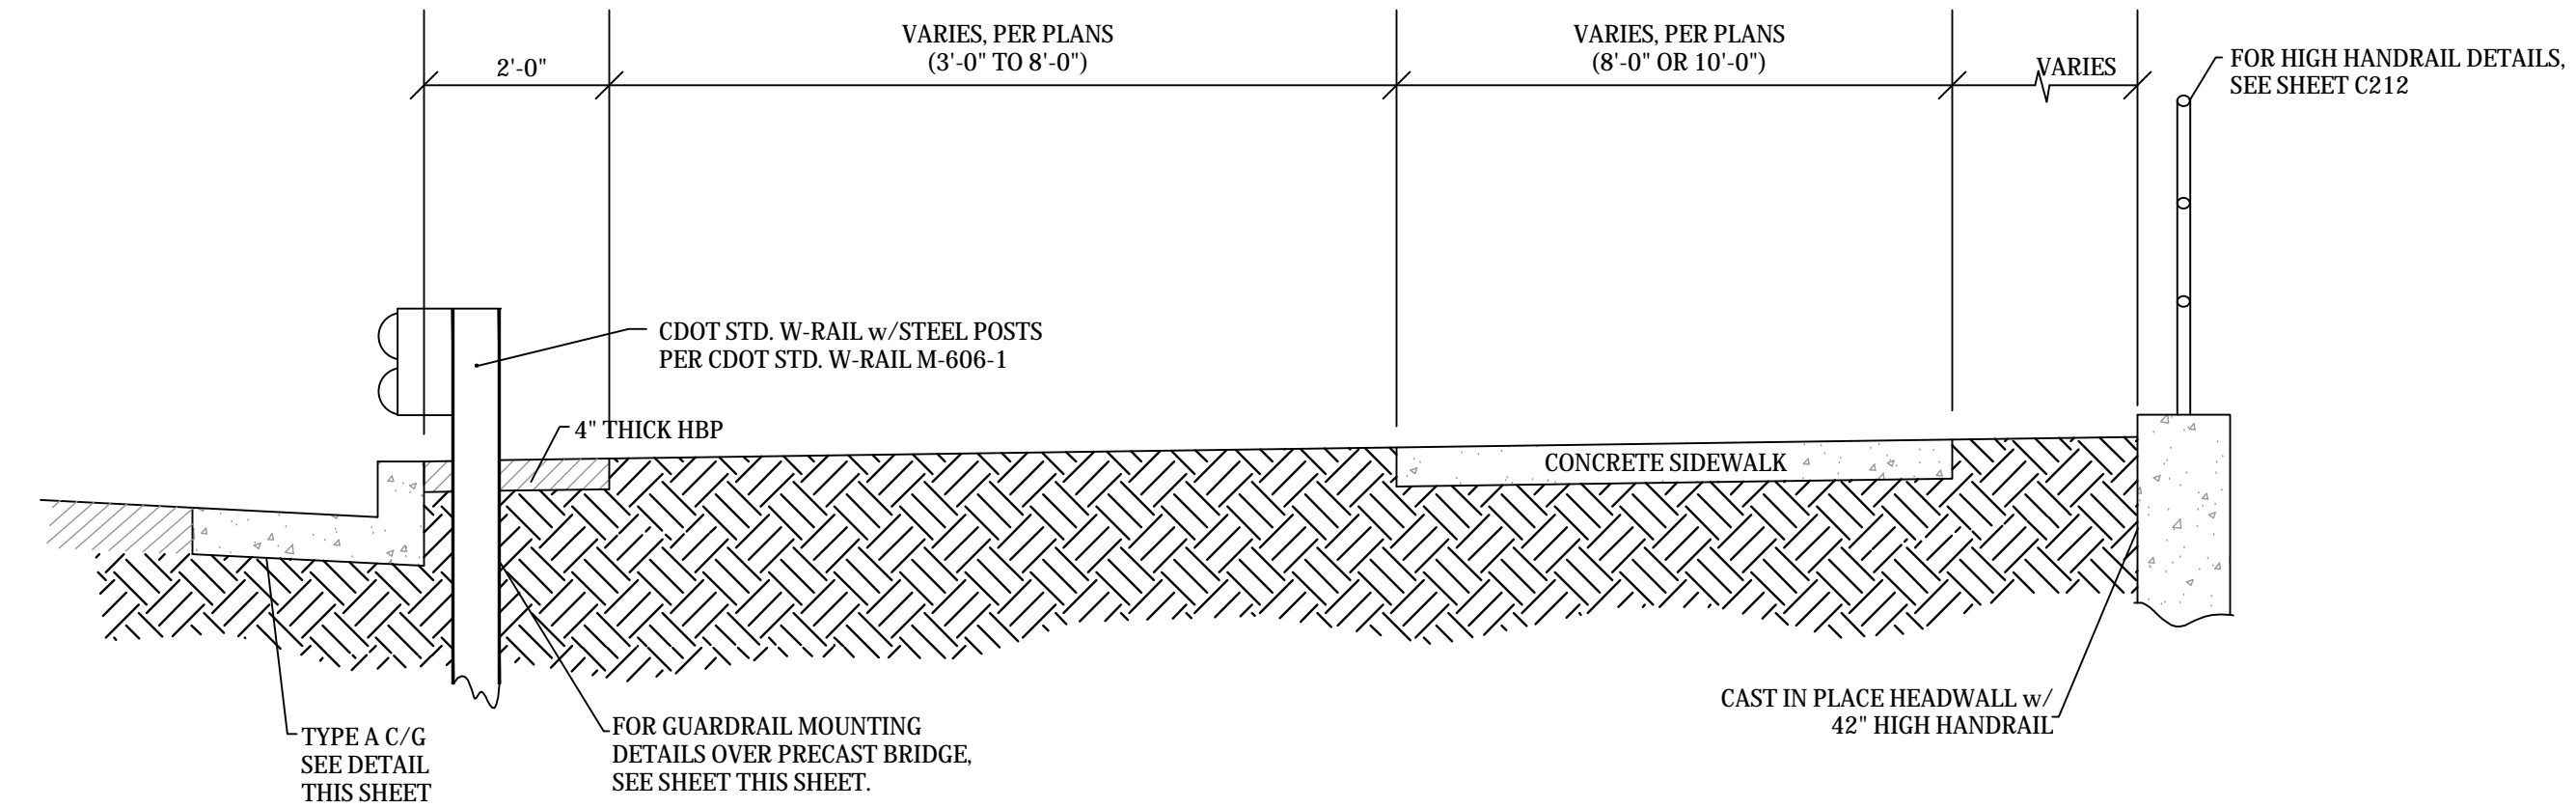 2'-0"
VARIES, PER PLANS
(3'-0" TO 8'-0")
VARIES, PER PLANS
(8'-0" OR 10'-0")
VARIES
FOR HIGH HANDRAIL DETAILS,
SEE SHEET C212
CDOT STD. W-RAIL w/STEEL POSTS
PER CDOT STD. W-RAIL M-606-1
4" THICK HBP
CONCRETE SIDEWALK
TYPE A C/G
SEE DETAIL
THIS SHEET
FOR GUARDRAIL MOUNTING
DETAILS OVER PRECAST BRIDGE,
SEE SHEET THIS SHEET.
CAST IN PLACE HEADWALL w/
42" HIGH HANDRAIL